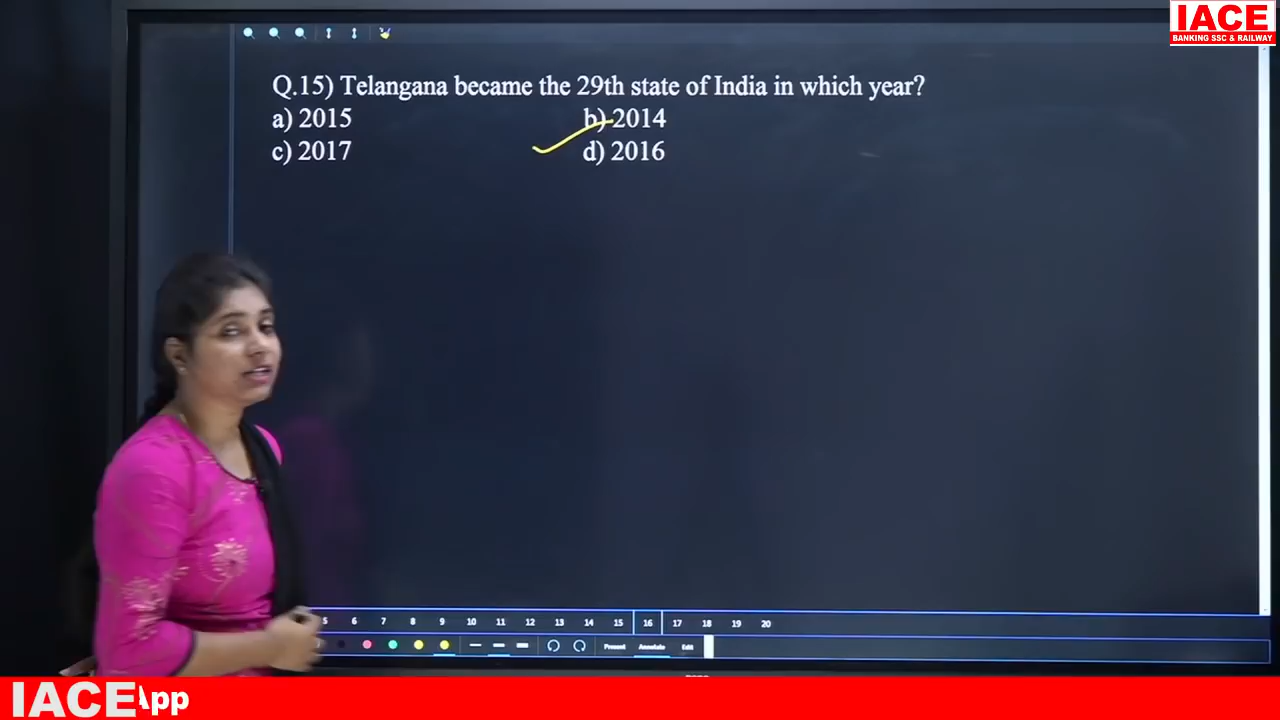 IACE
BANKING SSC & RAILWAY
Q.15) Telangana became the 29th state of India in which year?
a) 2015 b) 2014
c) 2017 d) 2016
5 6 7 8 9 10 11 12 13 14 15 16 17 18 19 20
Present Annotate Edit
IACE App